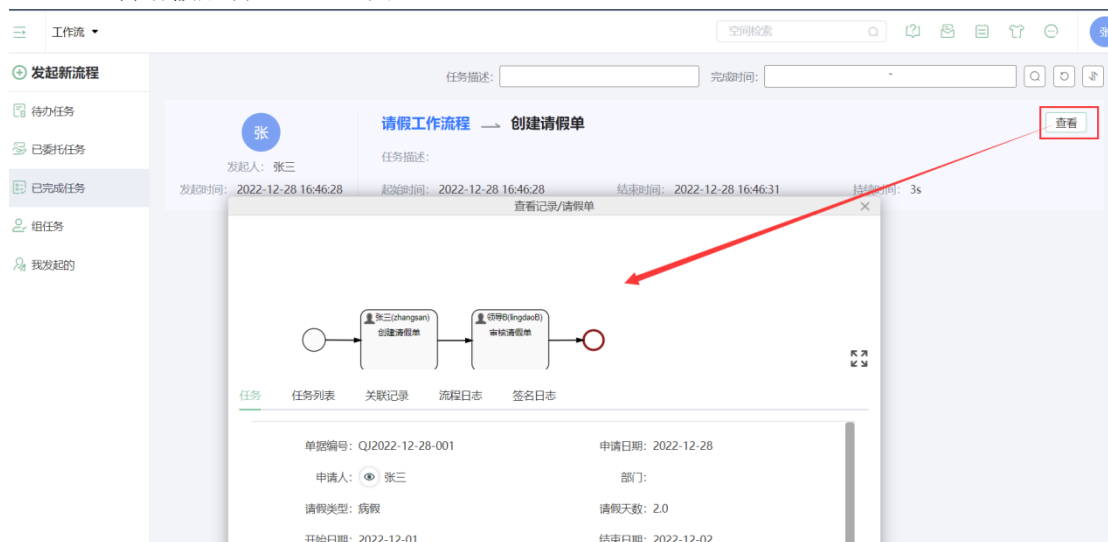 工作流
空间检索
张
发起新流程
任务描述: 完成时间: -
待办任务
已委托任务
已完成任务
组任务
我发起的
张
发起人: 张三
发起时间: 2022-12-28 16:46:28
请假工作流程 创建请假单
查看
任务描述:
起始时间: 2022-12-28 16:46:28 结束时间: 2022-12-28 16:46:31 持续时间: 3s
查看记录/请假单
张三(zhangsan)
创建请假单
领导B(lingdaoB)
审核请假单
任务 任务列表 关联记录 流程日志 签名日志
单据编号: QJ2022-12-28-001 申请日期: 2022-12-28
申请人: 张三 部门:
请假类型: 病假 请假天数: 2.0
开始日期: 2022-12-01 结束日期: 2022-12-02